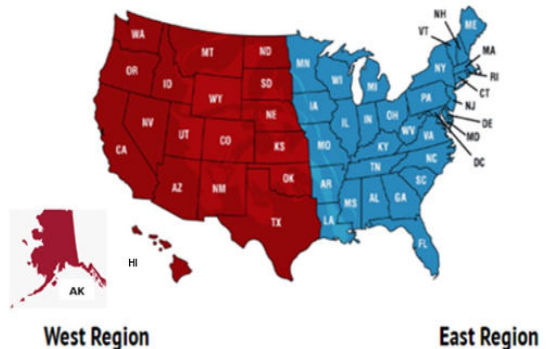 NH
ME
VT
WA
MT
ND
MN
MA
OR
ID
SD
WI
MI
NY
RI
WY
CT
IA
PA
NJ
NV
NE
OH
DE
UT
CO
IL
IN
WV
VA
MD
CA
KS
MO
KY
DC
NC
TN
AZ
NM
OK
AR
SC
MS
AL
GA
TX
LA
FL
HI
AK
West Region
East Region